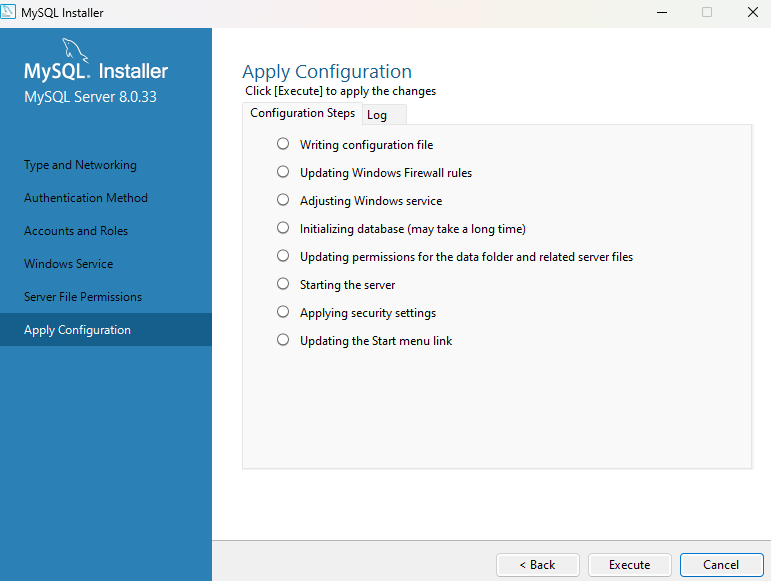 MySQL Installer
MySQL. Installer
MySQL Server 8.0.33
Type and Networking
Authentication Method
Accounts and Roles
Windows Service
Server File Permissions
Apply Configuration
Apply Configuration
Click [Execute] to apply the changes
Configuration Steps Log
Writing configuration file
Updating Windows Firewall rules
Adjusting Windows service
Initializing database (may take a long time)
Updating permissions for the data folder and related server files
Starting the server
Applying security settings
Updating the Start menu link
< Back Execute Cancel